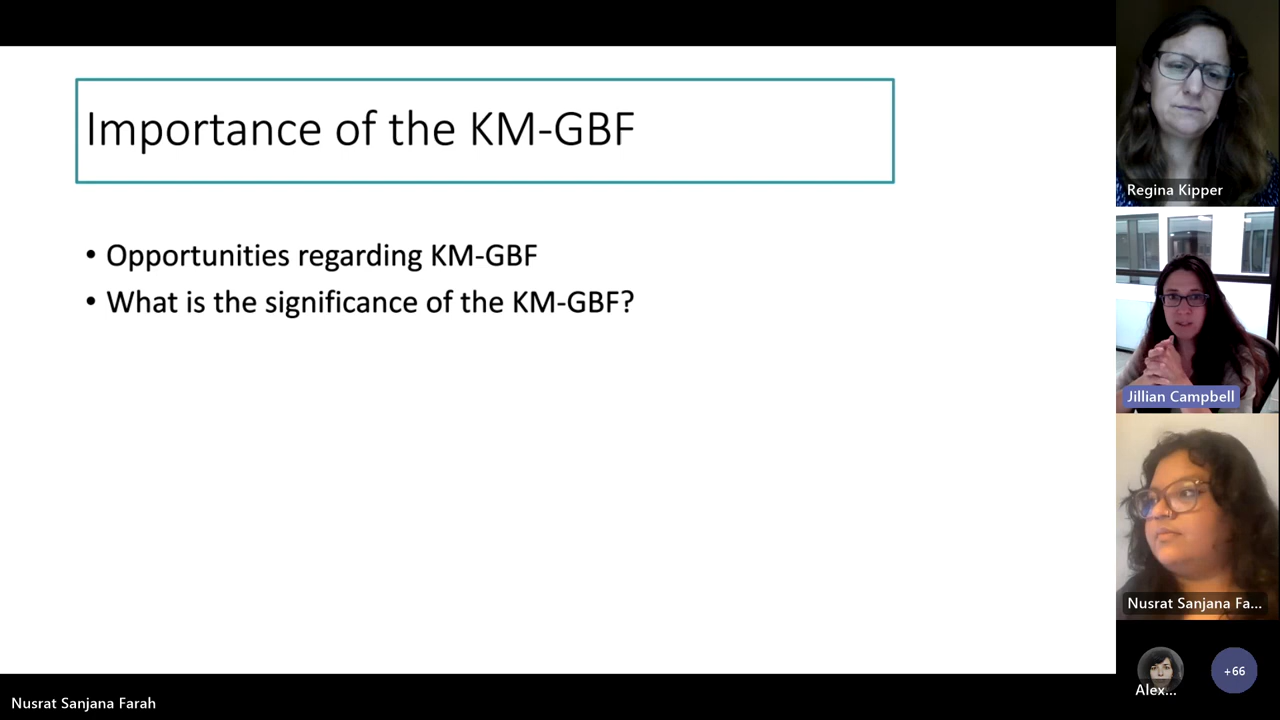 Importance of the KM-GBF
• Opportunities regarding KM-GBF
• What is the significance of the KM-GBF?
Regina Kipper
Jillian Campbell
Nusrat Sanjana Fa...
Alex...
+66
Nusrat Sanjana Farah